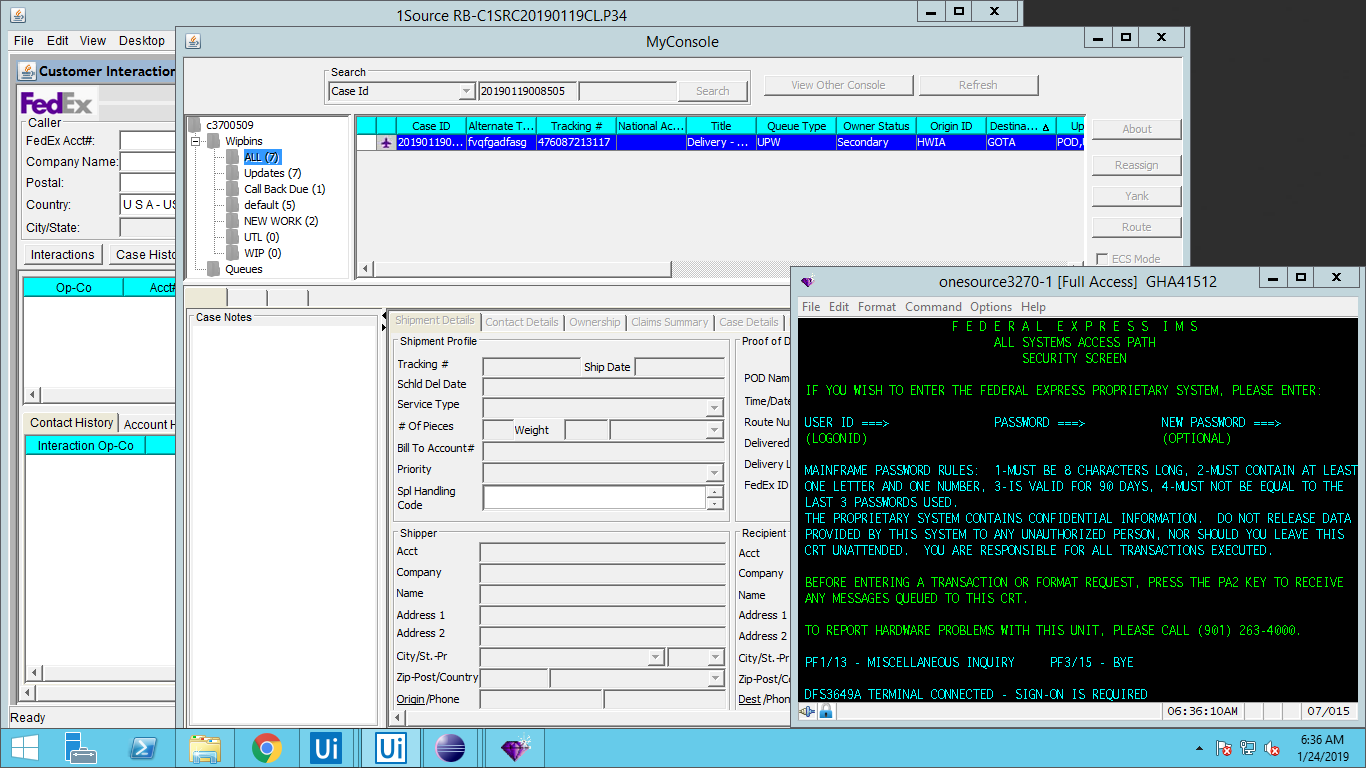 1Source RB-C1SRC20190119CL.P34
File Edit View Desktop
Customer Interaction
FedEx
Caller
FedEx Acct#:
Company Name:
Postal:
Country: U S A - US
City/State:
Interactions Case Histo
Op-Co Acct#
Contact History Account H
Interaction Op-Co
Ready
MyConsole
Search
Case Id 20190119008505 Search
View Other Console Refresh
c3700509
Wipbins
ALL (7)
Updates (7)
Call Back Due (1)
default (5)
NEW WORK (2)
UTL (0)
WIP (0)
Queues
Case ID Alternate T... Tracking # National Ac... Title Queue Type Owner Status Origin ID Destina... Up
201901190... fvqfgadfasg 476087213117 Delivery - ... UPW Secondary HWIA GOTA POD,U
About
Reassign
Yank
Route
ECS Mode
Case Notes
Shipment Details Contact Details Ownership Claims Summary Case Details
Shipment Profile
Tracking # Ship Date
Schld Del Date
Service Type
# Of Pieces Weight
Bill To Account#
Priority
Spl Handling
Code
Proof of D
POD Name
Time/Date
Route Nu
Delivered
Delivery L
FedEx ID
Shipper
Acct
Company
Name
Address 1
Address 2
City/St.-Pr
Zip-Post/Country
Origin /Phone
Recipient
Acct
Company
Name
Address 1
Address 2
City/St.-Pr
Zip-Post/
Dest /Phon
onesource3270-1 [Full Access] GHA41512
File Edit Format Command Options Help
F E D E R A L E X P R E S S I M S
ALL SYSTEMS ACCESS PATH
SECURITY SCREEN
IF YOU WISH TO ENTER THE FEDERAL EXPRESS PROPRIETARY SYSTEM, PLEASE ENTER:
USER ID ===> PASSWORD ===> NEW PASSWORD ===>
(LOGONID) (OPTIONAL)
MAINFRAME PASSWORD RULES: 1-MUST BE 8 CHARACTERS LONG, 2-MUST CONTAIN AT LEAST
ONE LETTER AND ONE NUMBER, 3-IS VALID FOR 90 DAYS, 4-MUST NOT BE EQUAL TO THE
LAST 3 PASSWORDS USED.
THE PROPRIETARY SYSTEM CONTAINS CONFIDENTIAL INFORMATION. DO NOT RELEASE DATA
PROVIDED BY THIS SYSTEM TO ANY UNAUTHORIZED PERSON, NOR SHOULD YOU LEAVE THIS
CRT UNATTENDED. YOU ARE RESPONSIBLE FOR ALL TRANSACTIONS EXECUTED.
BEFORE ENTERING A TRANSACTION OR FORMAT REQUEST, PRESS THE PA2 KEY TO RECEIVE
ANY MESSAGES QUEUED TO THIS CRT.
TO REPORT HARDWARE PROBLEMS WITH THIS UNIT, PLEASE CALL (901) 263-4000.
PF1/13 - MISCELLANEOUS INQUIRY PF3/15 - BYE
DFS3649A TERMINAL CONNECTED - SIGN-ON IS REQUIRED
06:36:10AM 07/015
Ui Ui
6:36 AM
1/24/2019